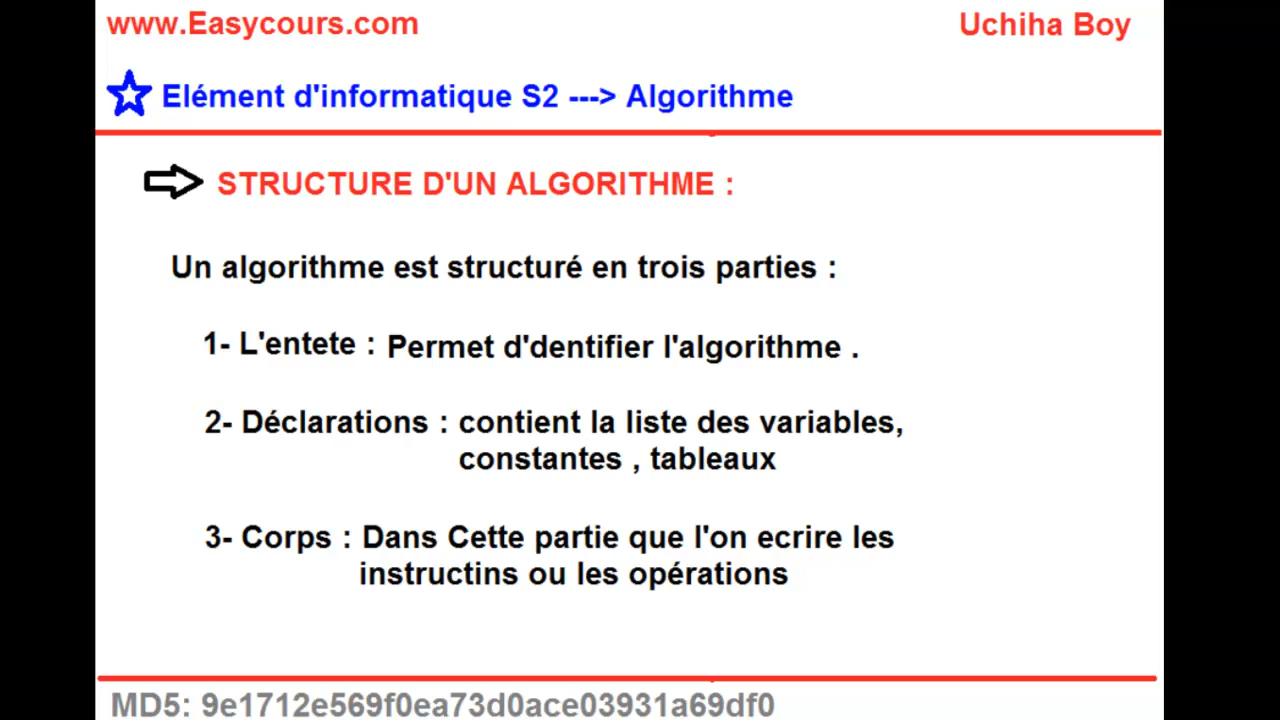 www.Easycours.com
Uchiha Boy
Elément d'informatique S2 ---> Algorithme
STRUCTURE D'UN ALGORITHME :
Un algorithme est structuré en trois parties :
1- L'entete : Permet d'dentifier l'algorithme .
2- Déclarations : contient la liste des variables,
constantes , tableaux
3- Corps : Dans Cette partie que l'on ecrire les
instructins ou les opérations
MD5: 9e1712e569f0ea73d0ace03931a69df0